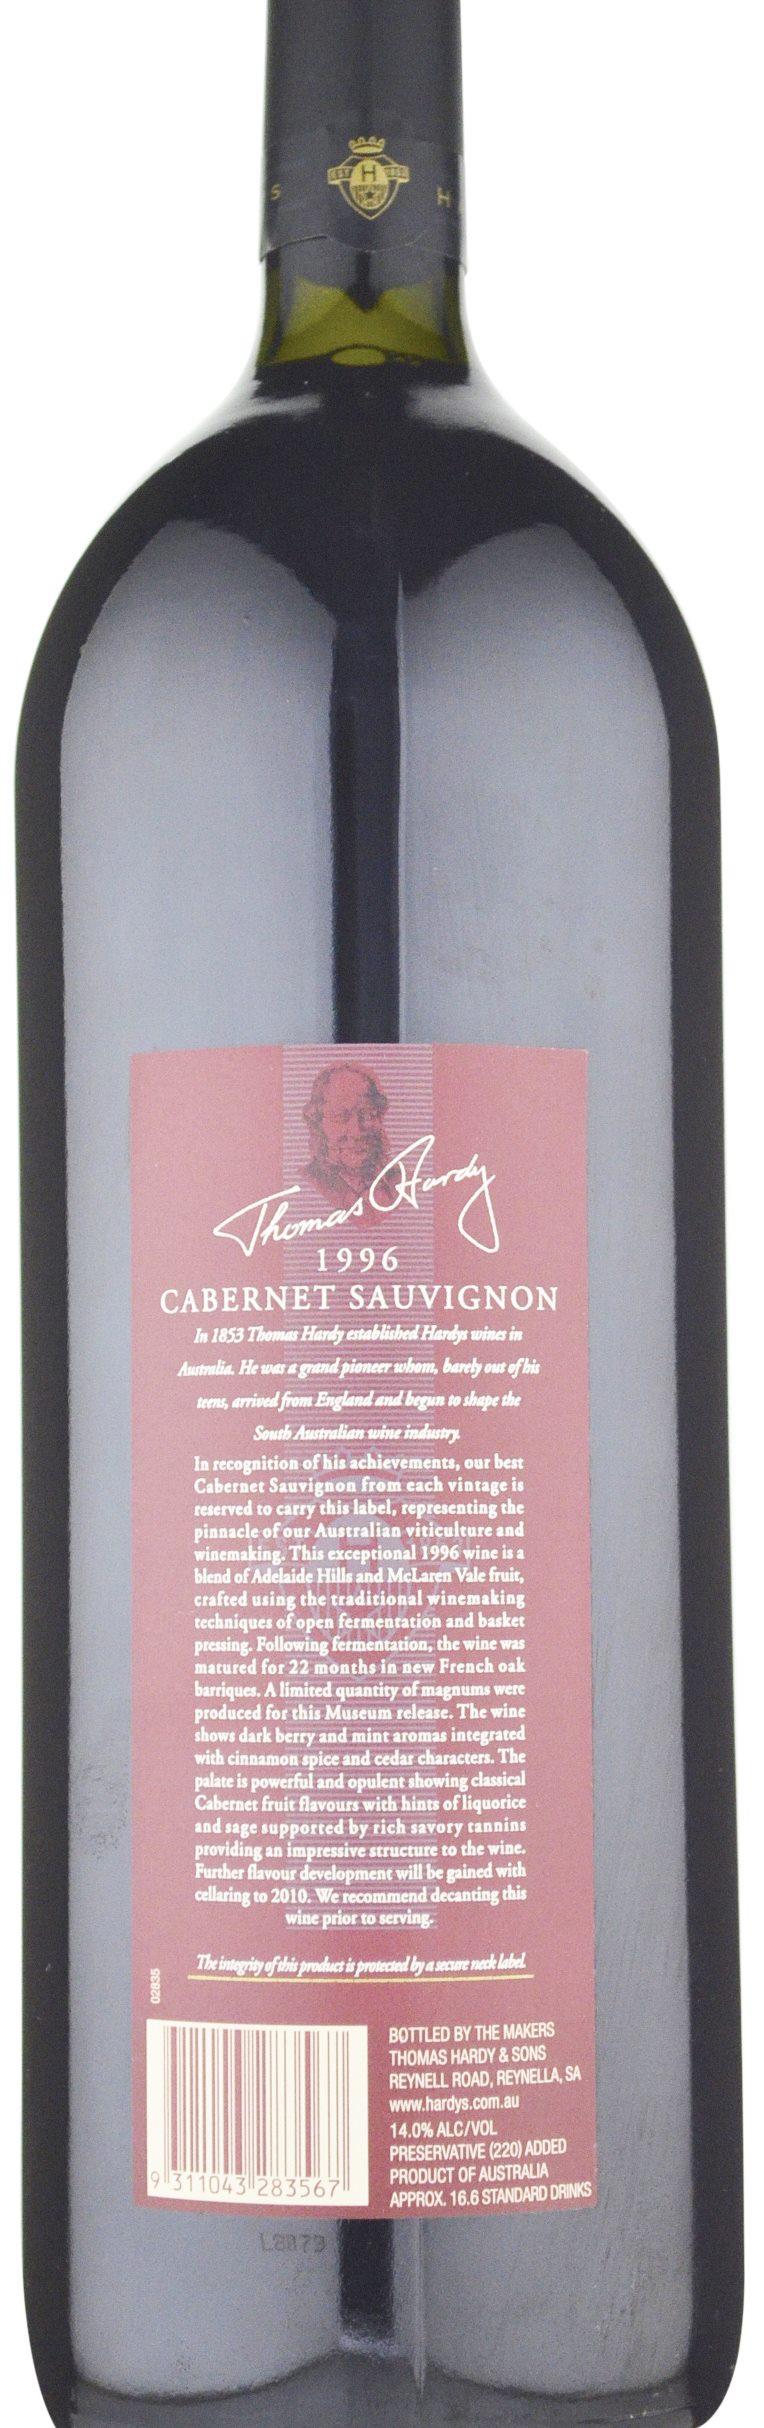 S H
H
Thomas Hardy
1996
CABERNET SAUVIGNON
In 1853 Thomas Hardy established Hardys wines in
Australia. He was a grand pioneer whom, barely out of his
teens, arrived from England and begun to shape the
South Australian wine industry.
In recognition of his achievements, our best
Cabernet Sauvignon from each vintage is
reserved to carry this label, representing the
pinnacle of our Australian viticulture and
winemaking. This exceptional 1996 wine is a
blend of Adelaide Hills and McLaren Vale fruit,
crafted using the traditional winemaking
techniques of open fermentation and basket
pressing. Following fermentation, the wine was
matured for 22 months in new French oak
barriques. A limited quantity of magnums were
produced for this Museum release. The wine
shows dark berry and mint aromas integrated
with cinnamon spice and cedar characters. The
palate is powerful and opulent showing classical
Cabernet fruit flavours with hints of liquorice
and sage supported by rich savory tannins
providing an impressive structure to the wine.
Further flavour development will be gained with
cellaring to 2010. We recommend decanting this
wine prior to serving.
The integrity of this product is protected by a secure neck label.
02835
BOTTLED BY THE MAKERS
THOMAS HARDY & SONS
REYNELL ROAD, REYNELLA, SA
www.hardys.com.au
14.0% ALC/VOL
PRESERVATIVE (220) ADDED
PRODUCT OF AUSTRALIA
APPROX. 16.6 STANDARD DRINKS
9 311043 283567